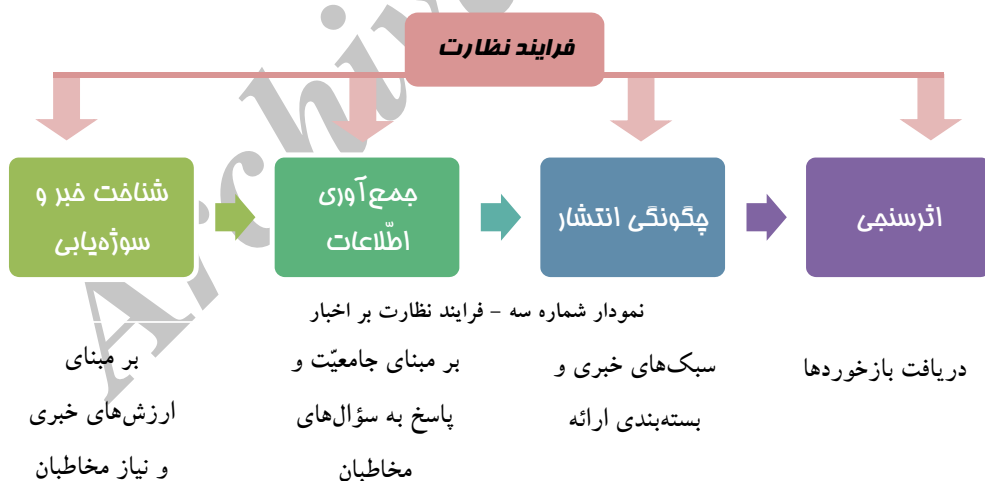 فرایند نظارت
شناخت خبر و
سوژه‌یابی
جمع‌آوری
اطّلاعات
چگونگی انتشار
اثرسنجی
نمودار شماره سه - فرایند نظارت بر اخبار
بر مبنای
ارزش‌های خبری
و نیاز مخاطبان
بر مبنای جامعیّت و
پاسخ به سؤال‌های
مخاطبان
سبک‌های خبری و
بسته‌بندی ارائه
دریافت بازخوردها
Archive